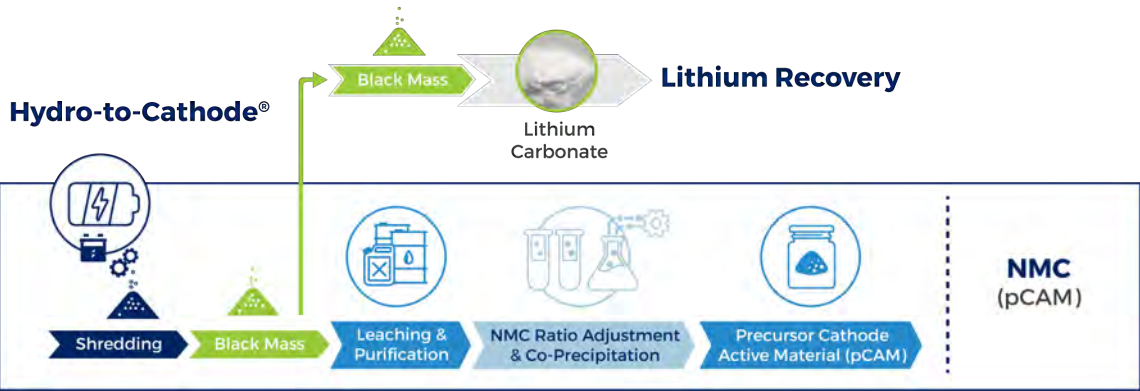 Black Mass
Lithium Recovery
Lithium
Carbonate
Hydro-to-Cathode®
Shredding
Black Mass
Leaching &
Purification
NMC Ratio Adjustment
& Co-Precipitation
Precursor Cathode
Active Material (pCAM)
NMC
(pCAM)